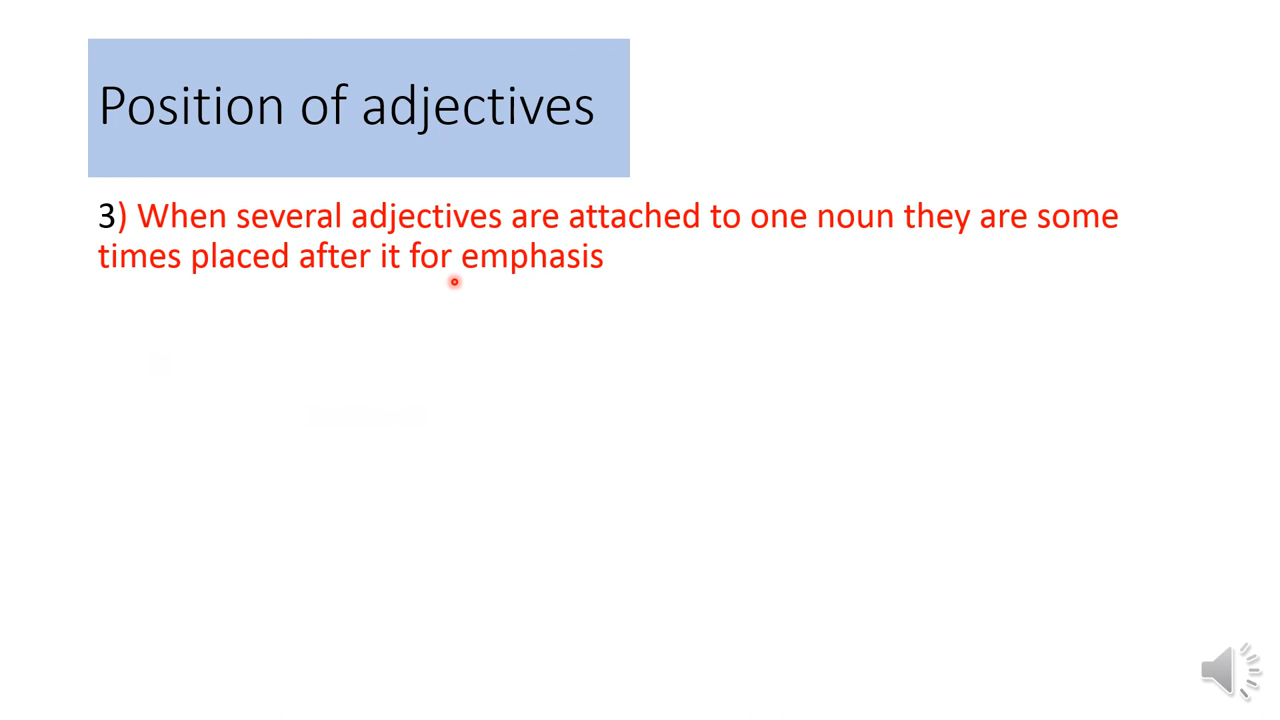 Position of adjectives
3) When several adjectives are attached to one noun they are some
times placed after it for emphasis